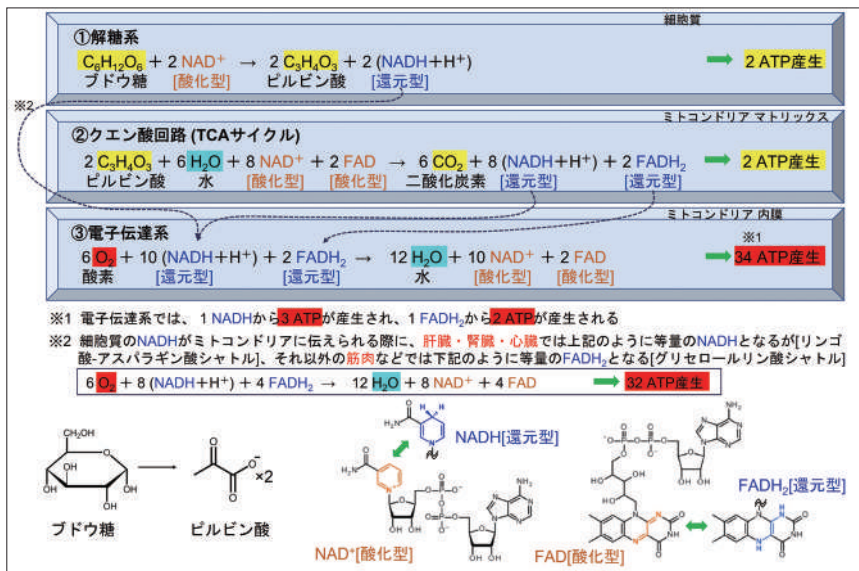 細胞質
①解糖系
C₆H₁₂O₆ + 2 NAD⁺ → 2 C₃H₄O₃ + 2 (NADH+H⁺) 2 ATP産生
ブドウ糖 [酸化型] ピルビン酸 [還元型]
※2
ミトコンドリア マトリックス
②クエン酸回路 (TCAサイクル)
2 C₃H₄O₃ + 6 H₂O + 8 NAD⁺ + 2 FAD → 6 CO₂ + 8 (NADH+H⁺) + 2 FADH₂ 2 ATP産生
ピルビン酸 水 [酸化型] [酸化型] 二酸化炭素 [還元型] [還元型]
ミトコンドリア 内膜
③電子伝達系
※1
6 O₂ + 10 (NADH+H⁺) + 2 FADH₂ → 12 H₂O + 10 NAD⁺ + 2 FAD 34 ATP産生
酸素 [還元型] [還元型] 水 [酸化型] [酸化型]
※1 電子伝達系では、1 NADHから3 ATPが産生され、1 FADH₂から2 ATPが産生される
※2 細胞質のNADHがミトコンドリアに伝えられる際に、肝臓・腎臓・心臓では上記のように等量のNADHとなるが[リンゴ
酸-アスパラギン酸シャトル]、それ以外の筋肉などでは下記のように等量のFADH₂となる[グリセロールリン酸シャトル]
6 O₂ + 8 (NADH+H⁺) + 4 FADH₂ → 12 H₂O + 8 NAD⁺ + 4 FAD 32 ATP産生
CH₂OH
OH
OH
OH
OH
ブドウ糖
O
O
O⁻
×2
ピルビン酸
H H
O
H₂N
N
NADH[還元型]
O
H₂N
N⁺
NH₂
NAD⁺[酸化型]
NH₂
FADH₂[還元型]
FAD[酸化型]